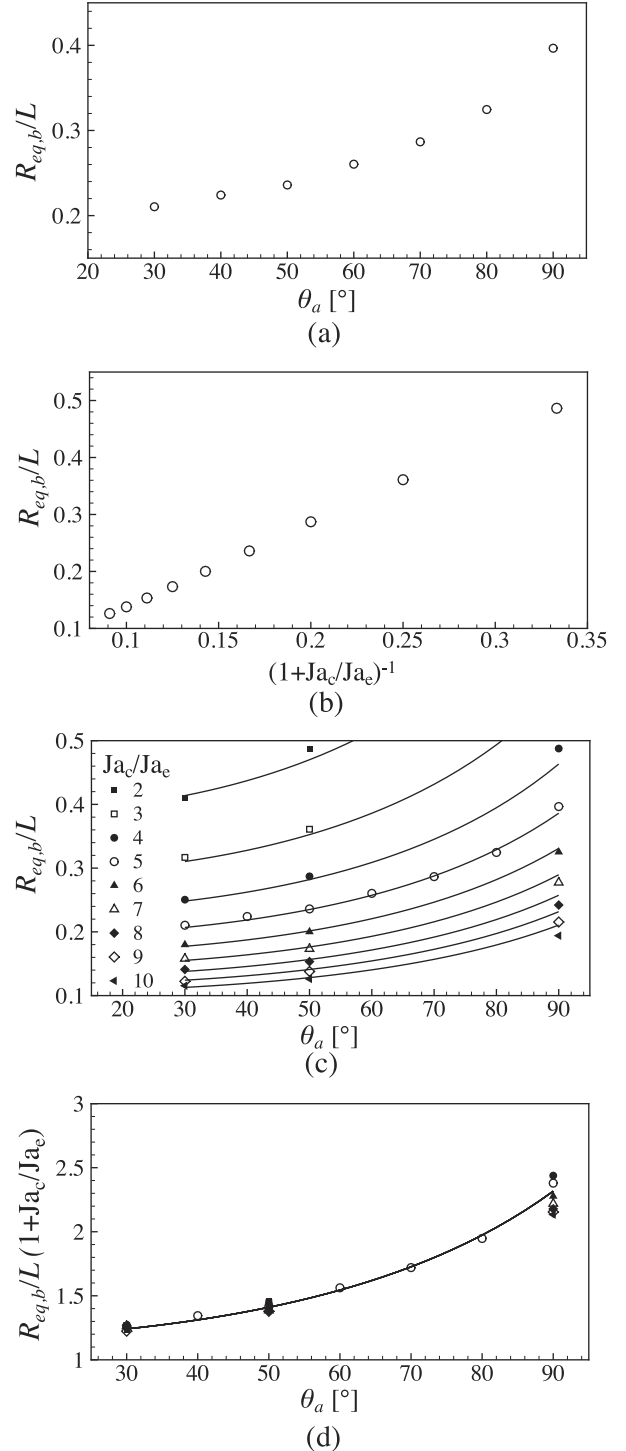 0.4
0.3
0.2
R_{eq,b}/L
20 30 40 50 60 70 80 90
θ_a [°]
(a)
0.5
0.4
0.3
0.2
0.1
R_{eq,b}/L
0.1 0.15 0.2 0.25 0.3 0.35
(1+Ja_c/Ja_e)^{-1}
(b)
0.5
0.4
0.3
0.2
0.1
R_{eq,b}/L
Ja_c/Ja_e
2
3
4
5
6
7
8
9
10
20 30 40 50 60 70 80 90
θ_a [°]
(c)
3
2.5
2
1.5
1
R_{eq,b}/L (1+Ja_c/Ja_e)
30 40 50 60 70 80 90
θ_a [°]
(d)